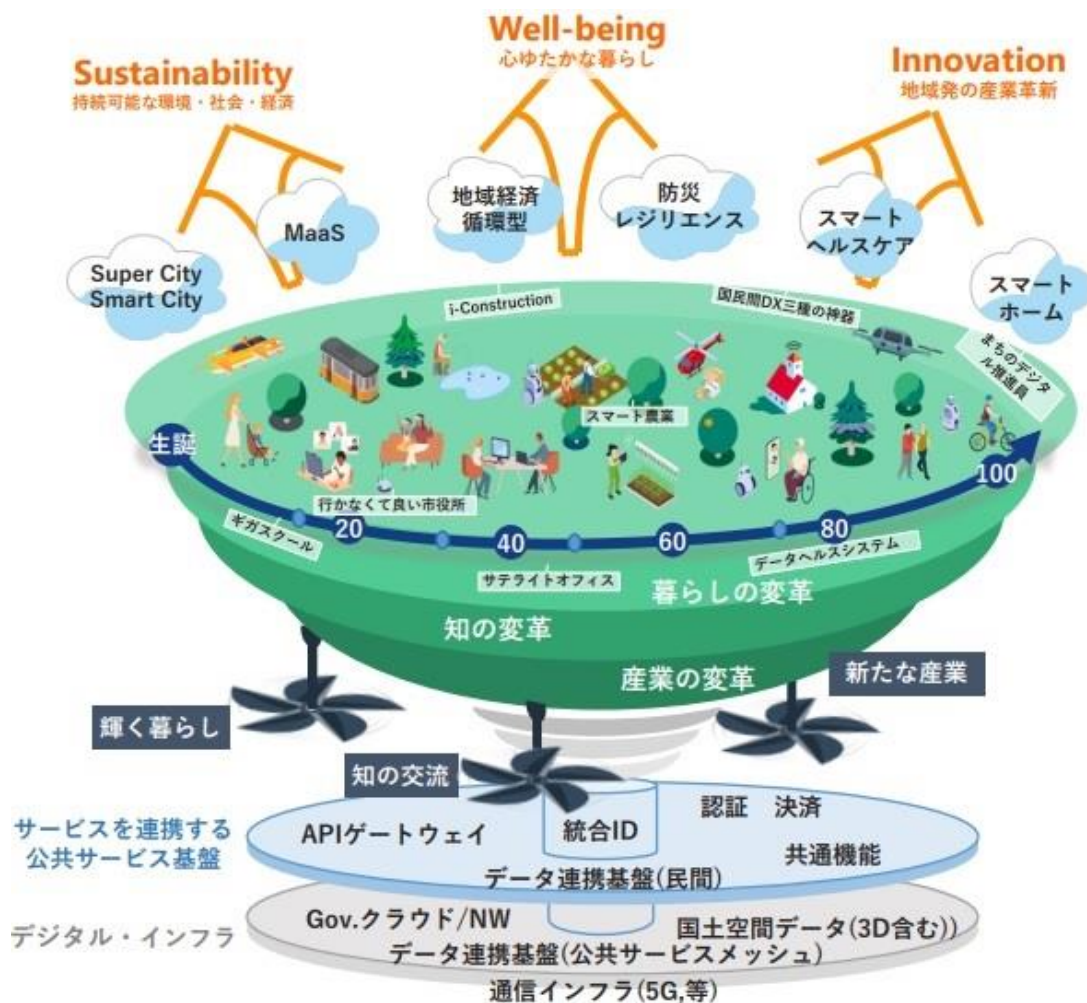 Well-being
心ゆたかな暮らし
Sustainability
持続可能な環境・社会・経済
Innovation
地域発の産業革新
地域経済
循環型
防災
レジリエンス
スマート
ヘルスケア
MaaS
Super City
Smart City
スマート
ホーム
i-Construction
国民間DX三種の神器
まちのデジタ
ル推進員
スマート農業
生誕
行かなくて良い市役所
ギガスクール
20
40
60
80
100
サテライトオフィス
データヘルスシステム
暮らしの変革
知の変革
産業の変革
新たな産業
輝く暮らし
知の交流
サービスを連携する
公共サービス基盤
APIゲートウェイ
統合ID
認証 決済
共通機能
データ連携基盤(民間)
デジタル・インフラ
Gov.クラウド/NW
国土空間データ(3D含む))
データ連携基盤(公共サービスメッシュ)
通信インフラ(5G,等)